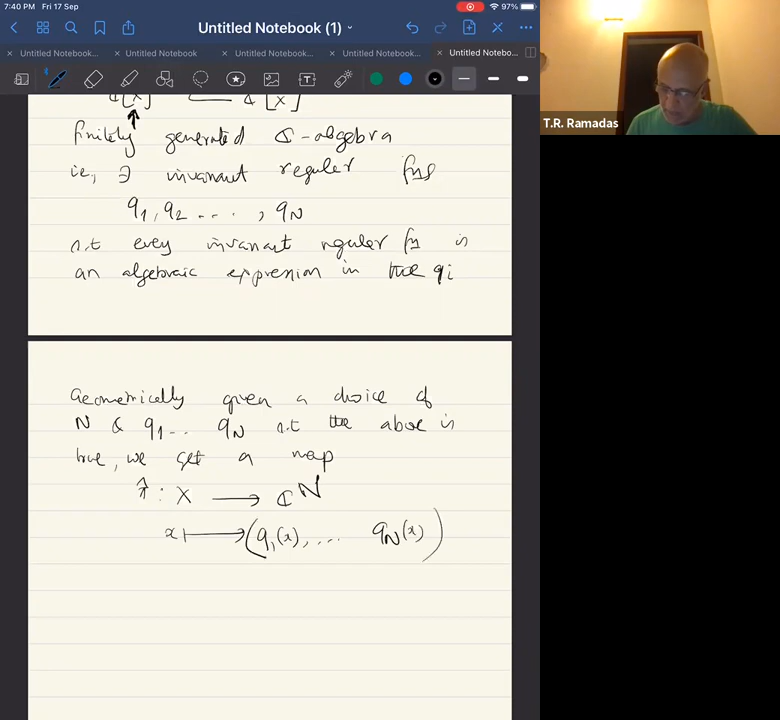 7:40 PM Fri 17 Sep
97%
Untitled Notebook (1)
Untitled Notebook...
Untitled Notebook
Untitled Notebook...
Untitled Notebook...
Untitled Notebo...
T.R. Ramadas
ℂ[X] ℂ[X]
finitely generated ℂ-algebra
ie., ∃ invariant regular fns
q1, q2 ...., qN
s.t every invariant regular fn is
an algebraic expression in the qi
Geometrically given a choice of
N & q1... qN s.t the above is
true, we get a map
π̂ : X ⟶ ℂ^N
x ⟼ (q1(x), .... qN(x))